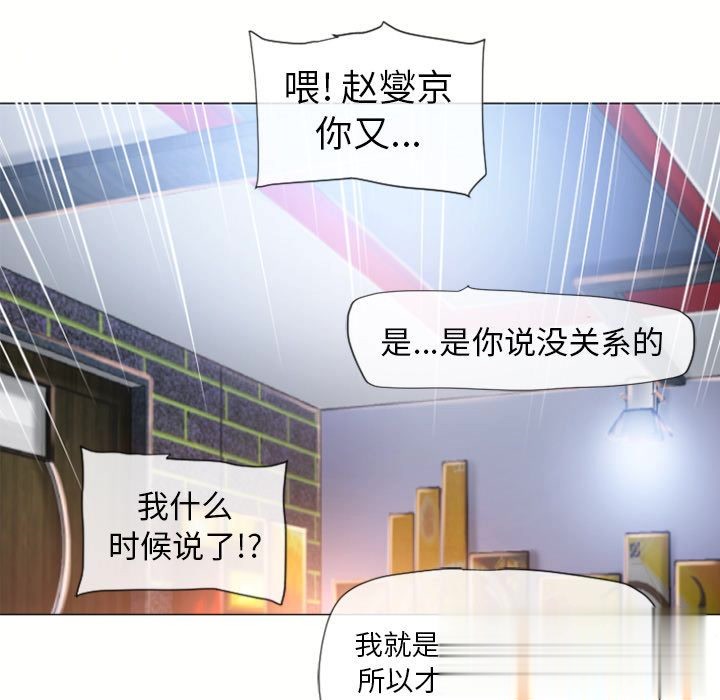 喂! 赵燮京
你又...
是...是你说没关系的
我什么
时候说了!?
我就是
所以才